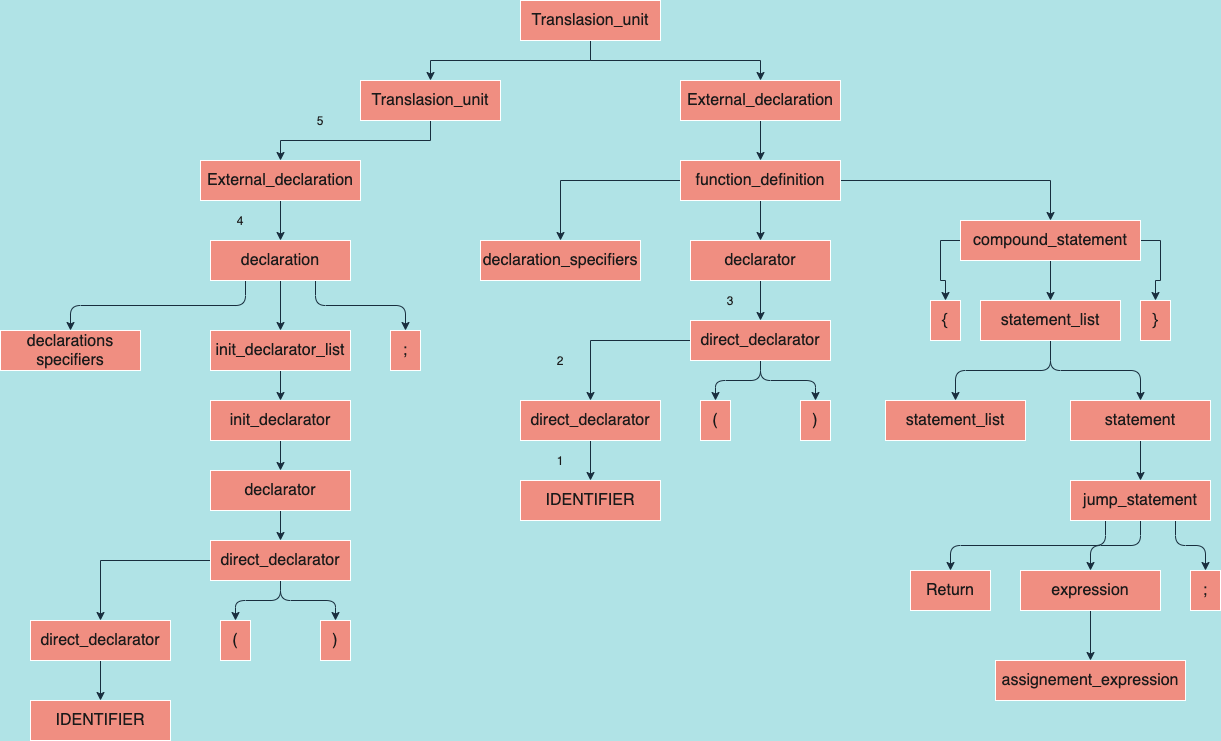 Translasion_unit
Translasion_unit
External_declaration
5
External_declaration
function_definition
4
declaration
declaration_specifiers
declarator
compound_statement
3
declarations
specifiers
init_declarator_list
;
direct_declarator
{
statement_list
}
2
init_declarator
direct_declarator
(
)
statement_list
statement
1
declarator
IDENTIFIER
jump_statement
direct_declarator
Return
expression
;
direct_declarator
(
)
assignement_expression
IDENTIFIER